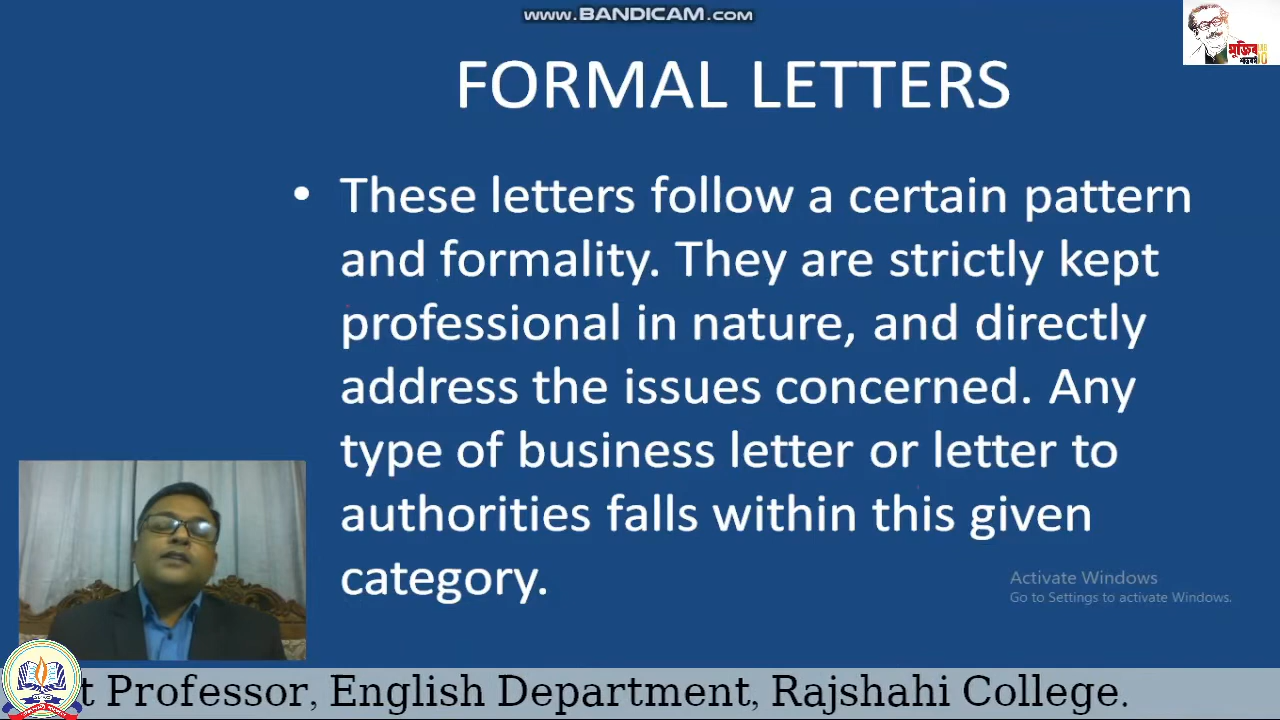 www.BANDICAM.com
মুজিব
শতবর্ষ
FORMAL LETTERS
• These letters follow a certain pattern
and formality. They are strictly kept
professional in nature, and directly
address the issues concerned. Any
type of business letter or letter to
authorities falls within this given
category.
Activate Windows
Go to Settings to activate Windows.
t Professor, English Department, Rajshahi College.